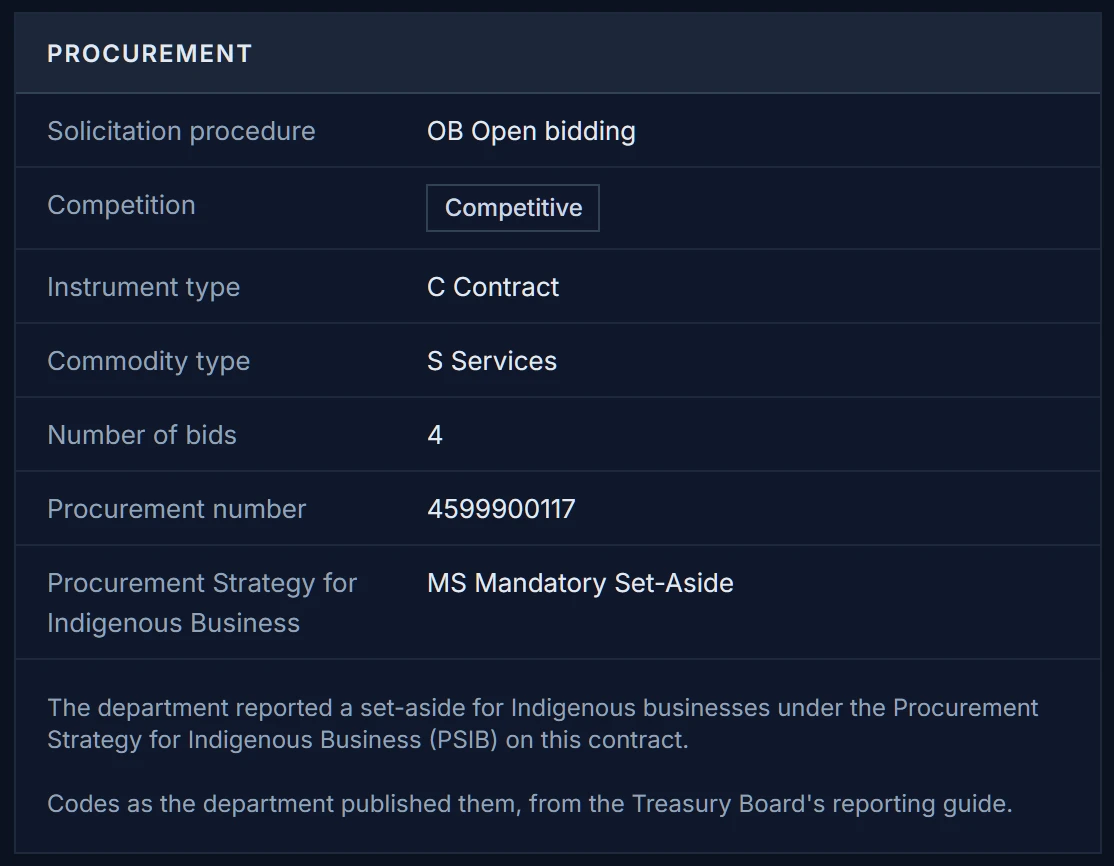 PROCUREMENT
Solicitation procedure OB Open bidding
Competition Competitive
Instrument type C Contract
Commodity type S Services
Number of bids 4
Procurement number 4599900117
Procurement Strategy for MS Mandatory Set-Aside
Indigenous Business
The department reported a set-aside for Indigenous businesses under the Procurement
Strategy for Indigenous Business (PSIB) on this contract.
Codes as the department published them, from the Treasury Board's reporting guide.